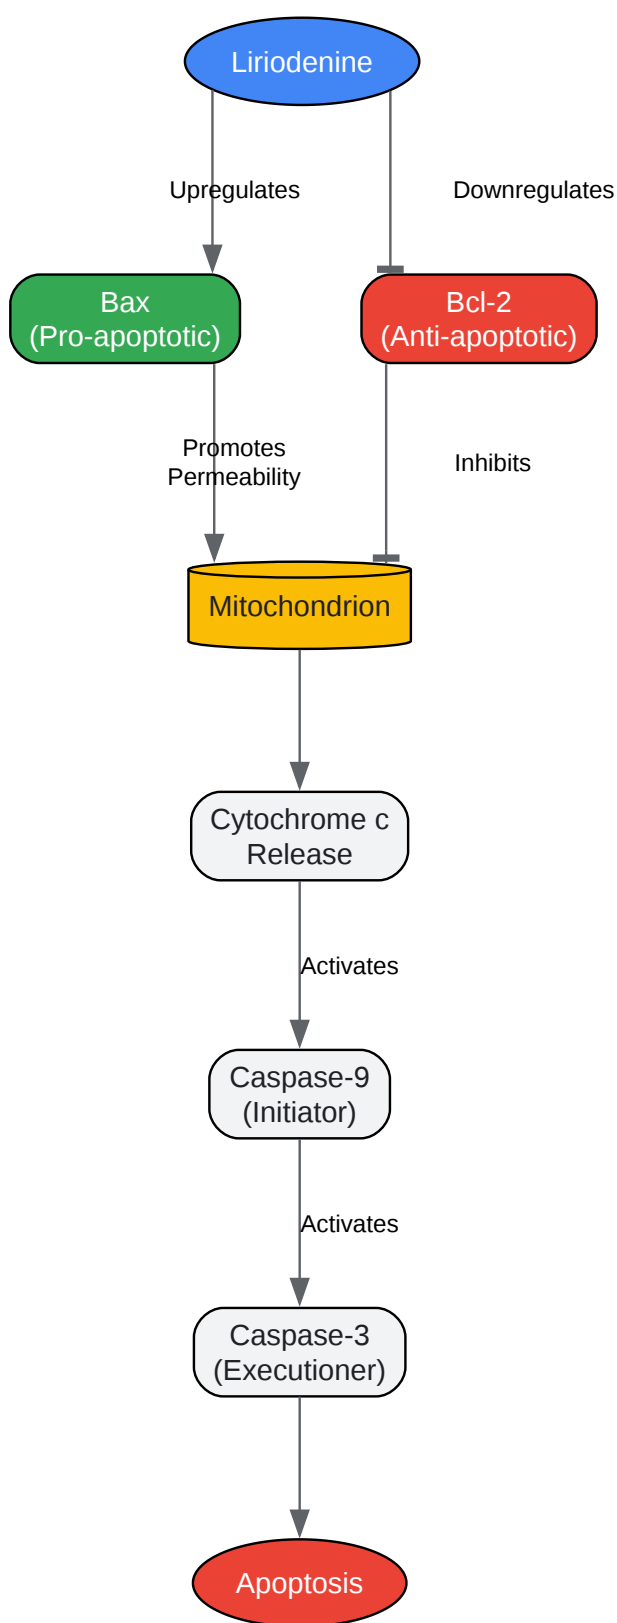 Liriodenine
Upregulates
Downregulates
Bax
(Pro-apoptotic)
Bcl-2
(Anti-apoptotic)
Promotes
Permeability
Inhibits
Mitochondrion
Cytochrome c
Release
Activates
Caspase-9
(Initiator)
Activates
Caspase-3
(Executioner)
Apoptosis